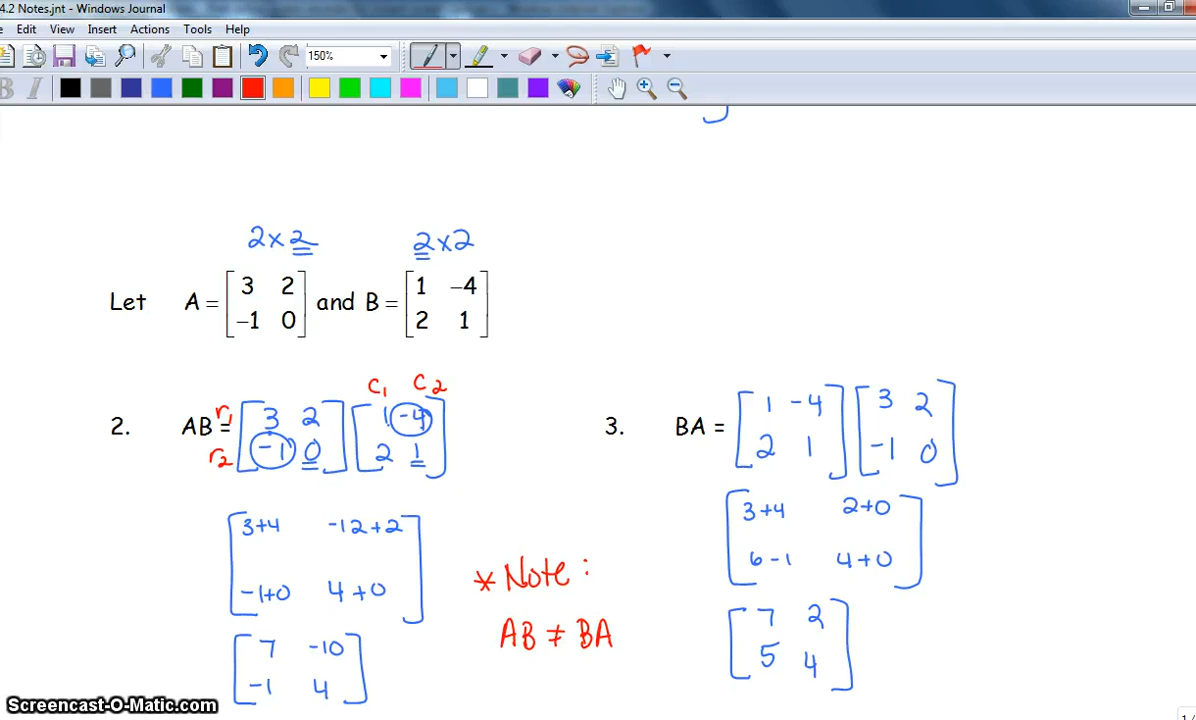 4.2 Notes.jnt - Windows Journal
Edit View Insert Actions Tools Help
150%
B I
2 x 2 2 x 2
Let A = [3 2; −1 0] and B = [1 −4; 2 1]
C1 C2
2. AB = r1 r2 [3 2; -1 0] [1 -4; 2 1]
3. BA = [1 -4; 2 1] [3 2; -1 0]
[3+4 -12+2; -1+0 4+0]
[3+4 2+0; 6-1 4+0]
* Note :
AB ≠ BA
[7 -10; -1 4]
[7 2; 5 4]
Screencast-O-Matic.com